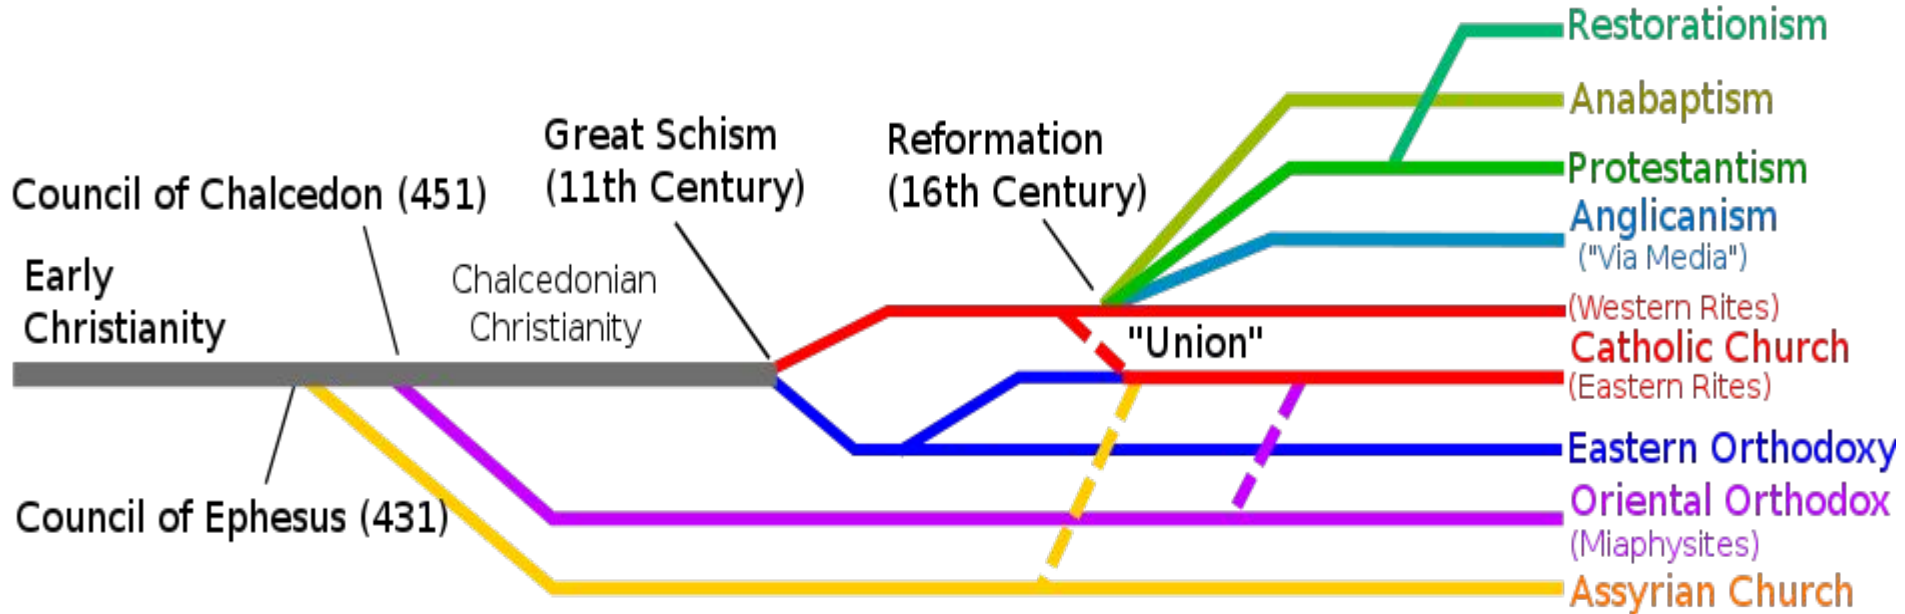 Restorationism
Anabaptism
Great Schism
(11th Century)
Reformation
(16th Century)
Protestantism
Council of Chalcedon (451)
Anglicanism
("Via Media")
Early
Christianity
Chalcedonian
Christianity
(Western Rites)
"Union"
Catholic Church
(Eastern Rites)
Eastern Orthodoxy
Council of Ephesus (431)
Oriental Orthodox
(Miaphysites)
Assyrian Church